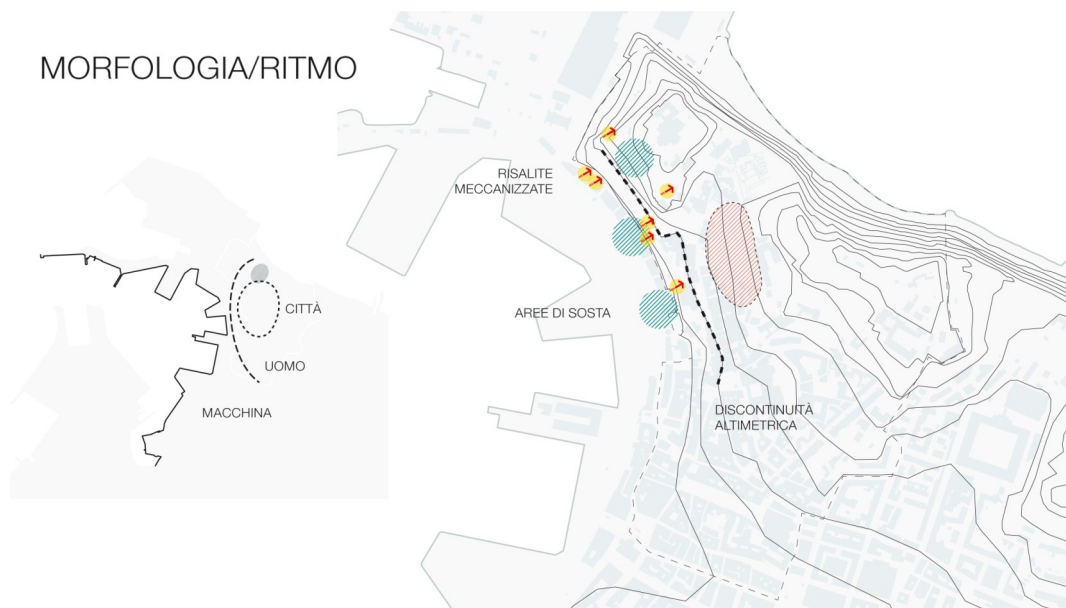 MORFOLOGIA/RITMO
RISALITE
MECCANIZZATE
CITTÀ
AREE DI SOSTA
UOMO
MACCHINA
DISCONTINUITÀ
ALTIMETRICA